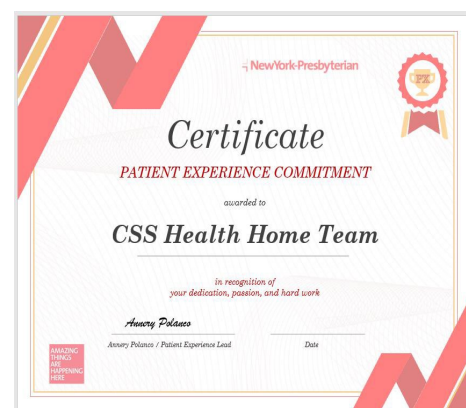 NewYork-Presbyterian
PX
Certificate
PATIENT EXPERIENCE COMMITMENT
awarded to
CSS Health Home Team
in recognition of
your dedication, passion, and hard work
Annery Polanco
Annery Polanco / Patient Experience Lead
Date
AMAZING
THINGS
ARE
HAPPENING
HERE